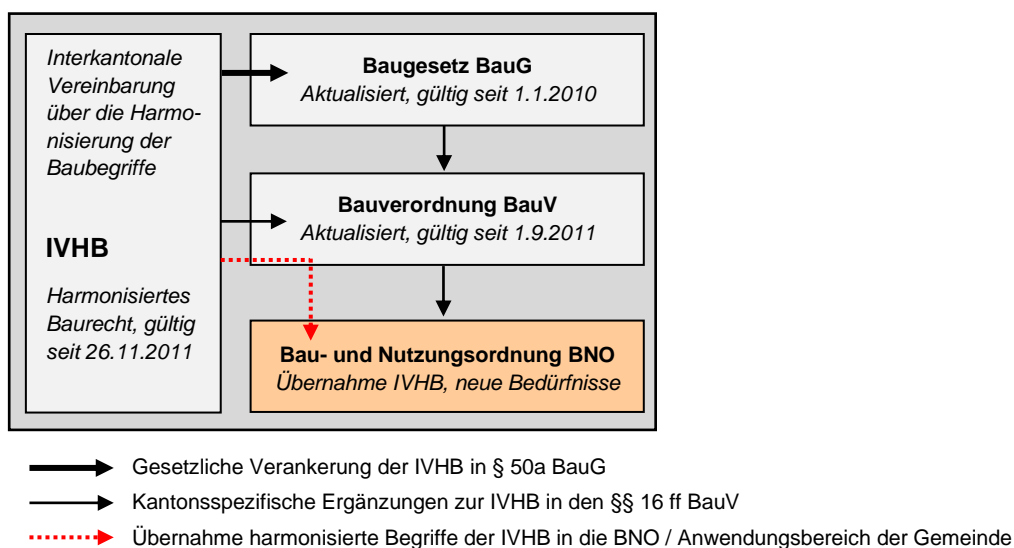 Interkantonale
Vereinbarung
über die Harmo-
nisierung der
Baubegriffe
IVHB
Harmonisiertes
Baurecht, gültig
seit 26.11.2011
Baugesetz BauG
Aktualisiert, gültig seit 1.1.2010
Bauverordnung BauV
Aktualisiert, gültig seit 1.9.2011
Bau- und Nutzungsordnung BNO
Übernahme IVHB, neue Bedürfnisse
Gesetzliche Verankerung der IVHB in § 50a BauG
Kantonsspezifische Ergänzungen zur IVHB in den §§ 16 ff BauV
Übernahme harmonisierte Begriffe der IVHB in die BNO / Anwendungsbereich der Gemeinde